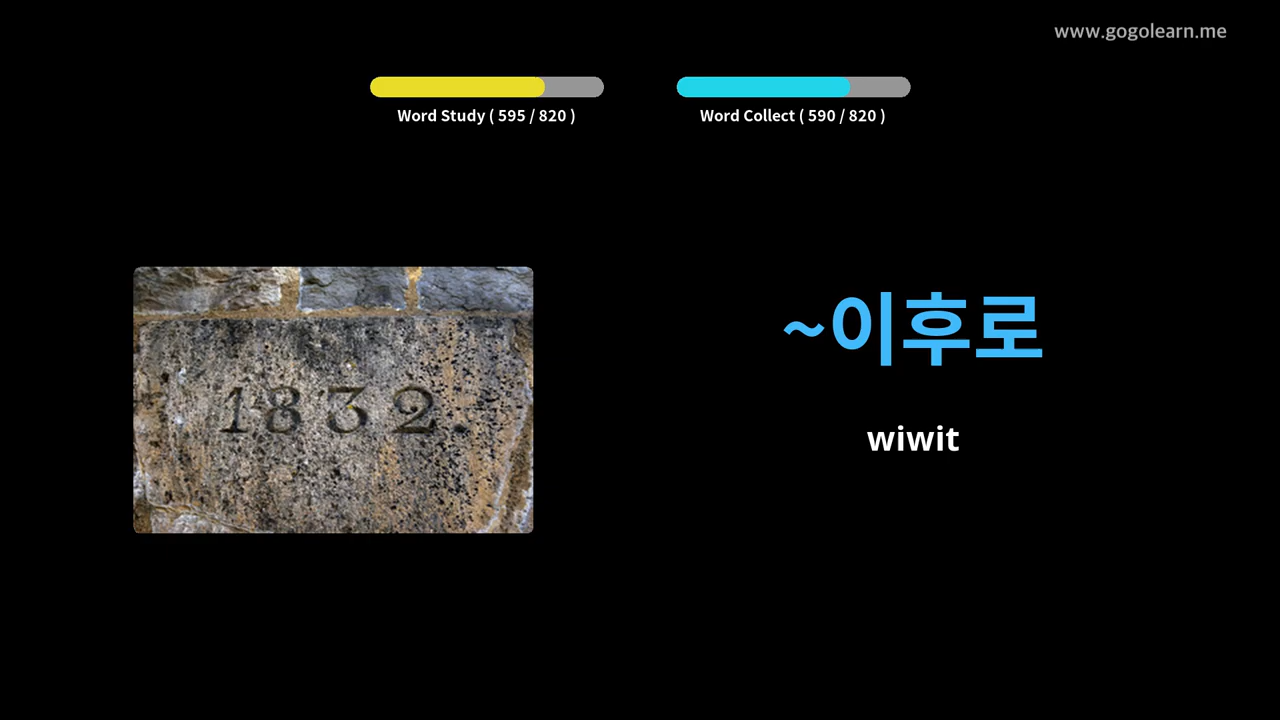 www.gogolearn.me
Word Study ( 595 / 820 )
Word Collect ( 590 / 820 )
1832.
~이후로
wiwit